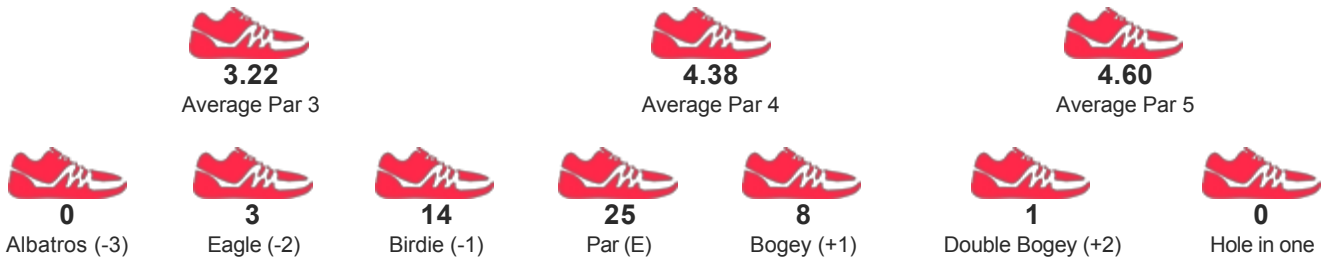 3.22 4.38 4.60
Average Par 3 Average Par 4 Average Par 5
0 3 14 25 8 1 0
Albatros (-3) Eagle (-2) Birdie (-1) Par (E) Bogey (+1) Double Bogey (+2) Hole in one